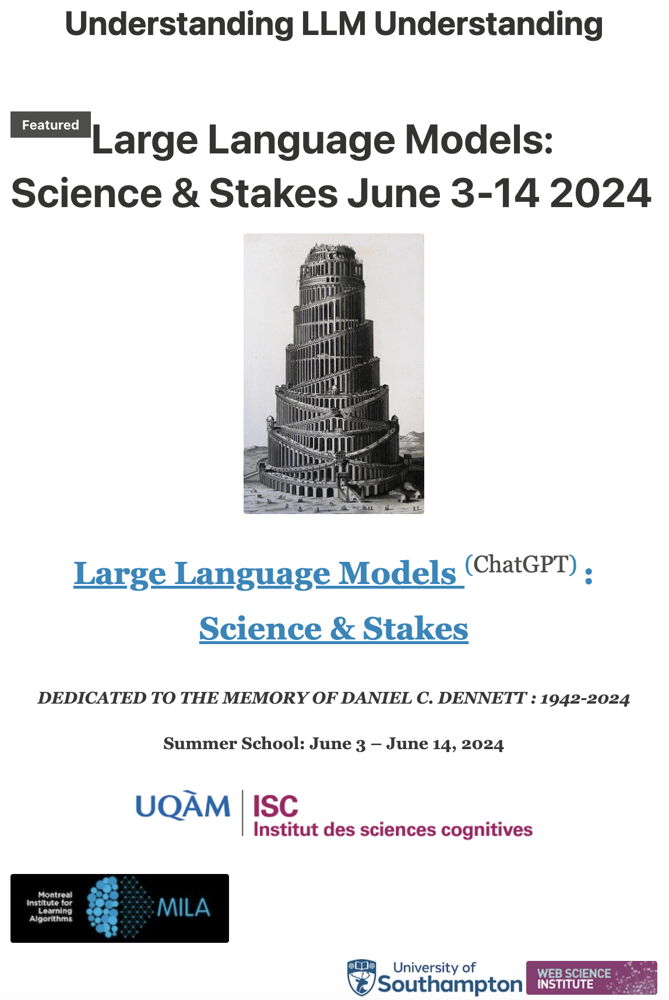 Understanding LLM Understanding
Featured
Large Language Models:
Science & Stakes June 3-14 2024
Large Language Models (ChatGPT) :
Science & Stakes
DEDICATED TO THE MEMORY OF DANIEL C. DENNETT : 1942-2024
Summer School: June 3 – June 14, 2024
UQÀM
ISC
Institut des sciences cognitives
Montreal
Institute for
Learning
Algorithms
MILA
University of
Southampton
WEB SCIENCE
INSTITUTE